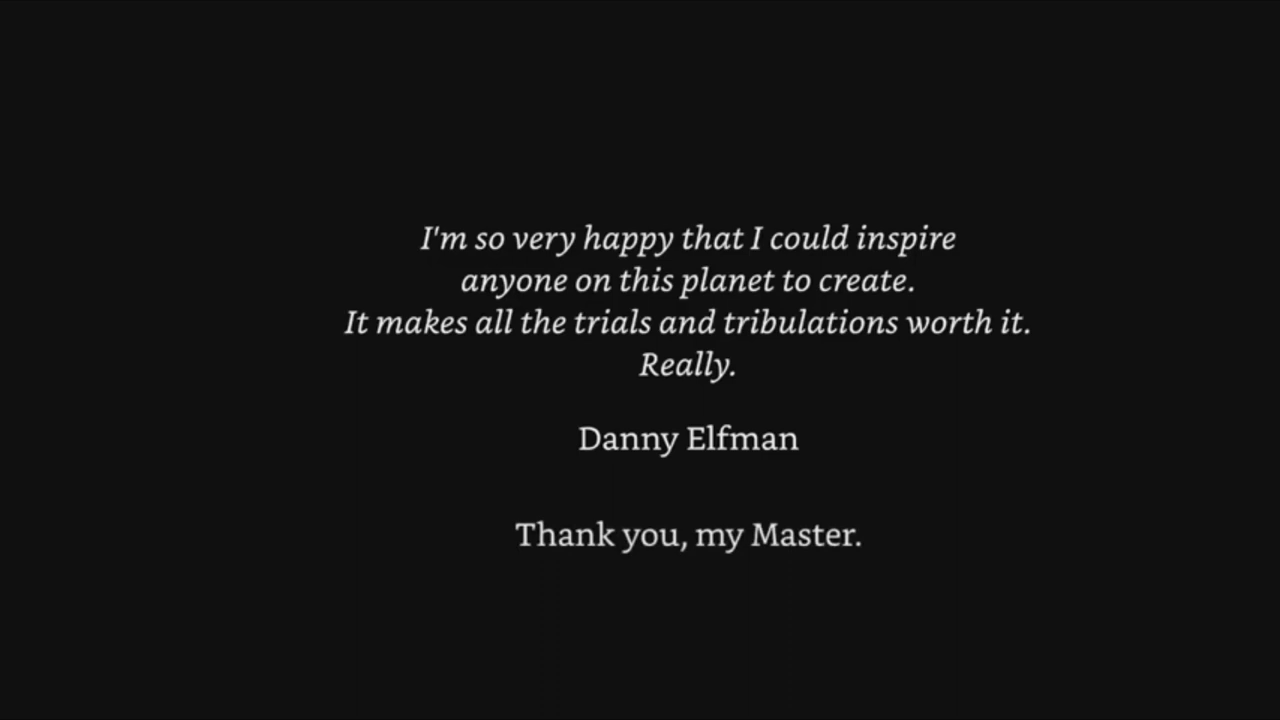 I'm so very happy that I could inspire
anyone on this planet to create.
It makes all the trials and tribulations worth it.
Really.
Danny Elfman
Thank you, my Master.